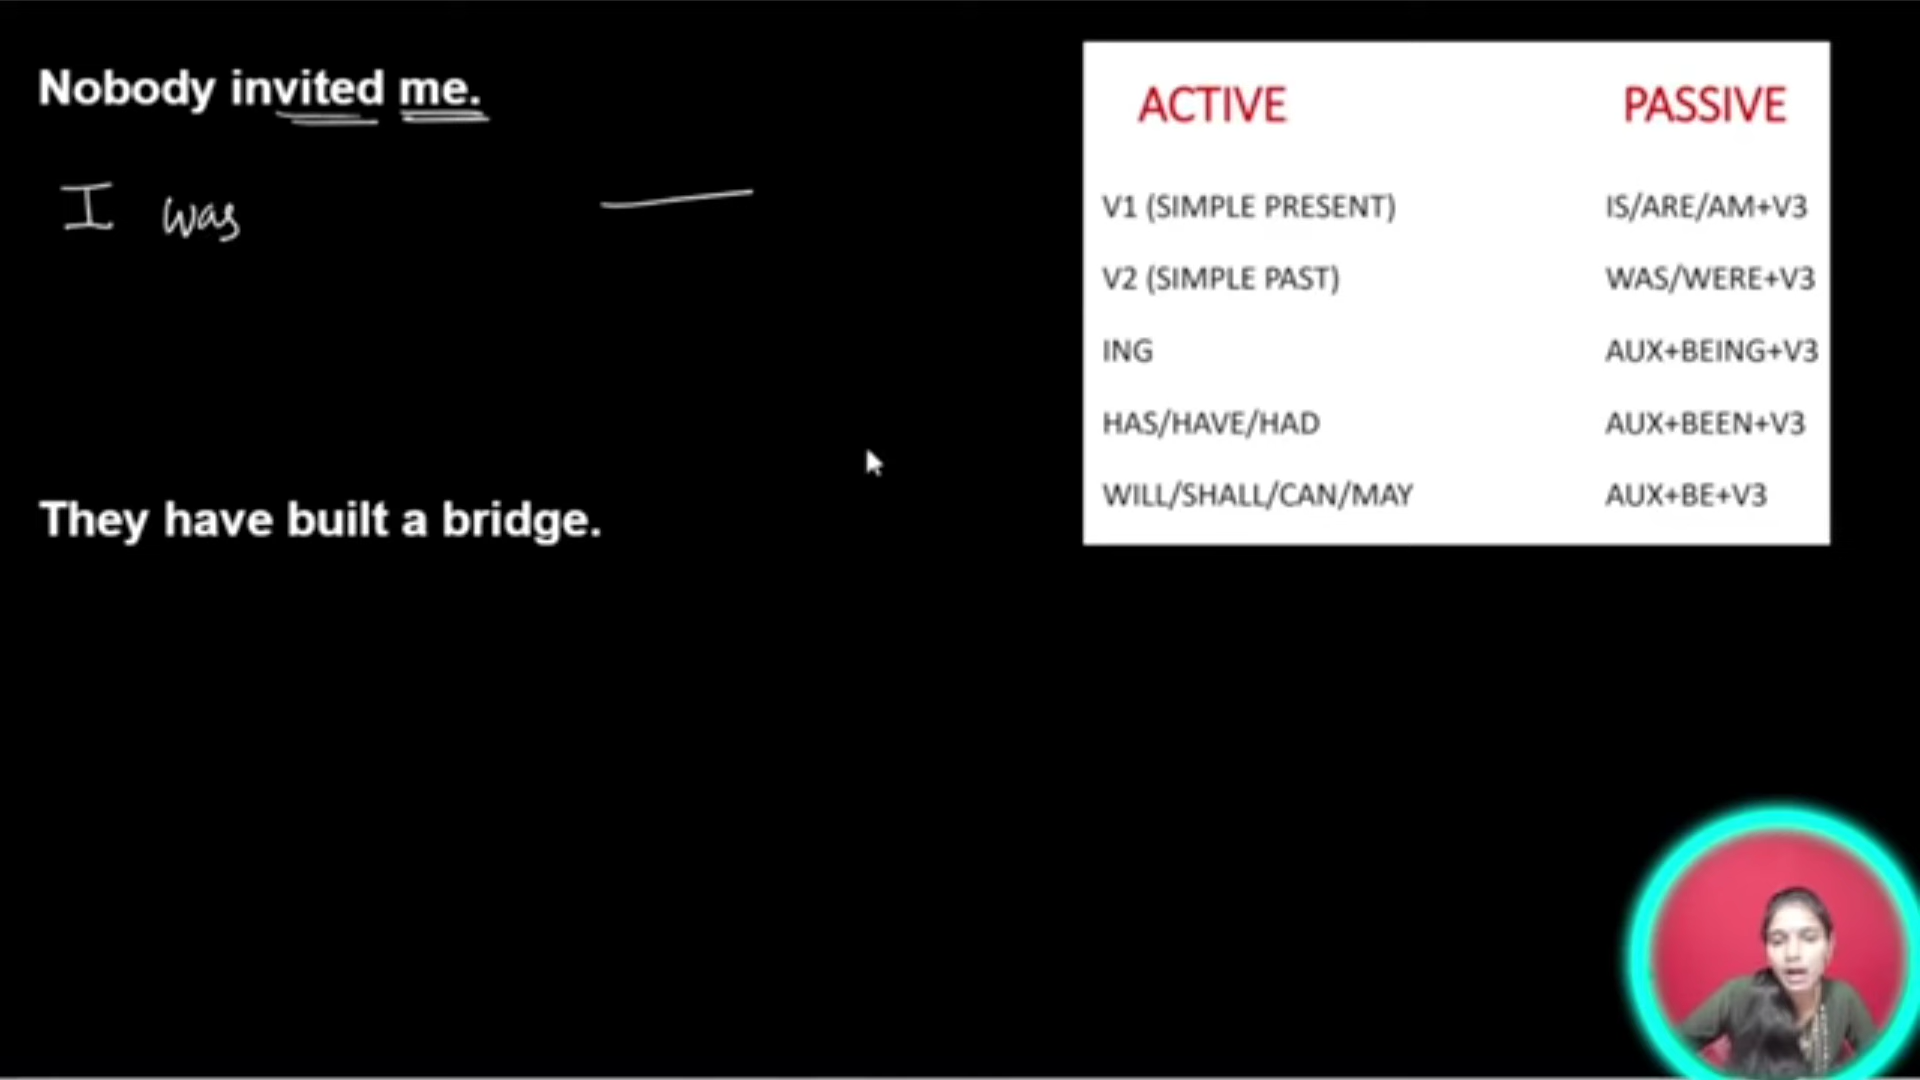 Nobody invited me.
I was
They have built a bridge.
ACTIVE PASSIVE
V1 (SIMPLE PRESENT) IS/ARE/AM+V3
V2 (SIMPLE PAST) WAS/WERE+V3
ING AUX+BEING+V3
HAS/HAVE/HAD AUX+BEEN+V3
WILL/SHALL/CAN/MAY AUX+BE+V3